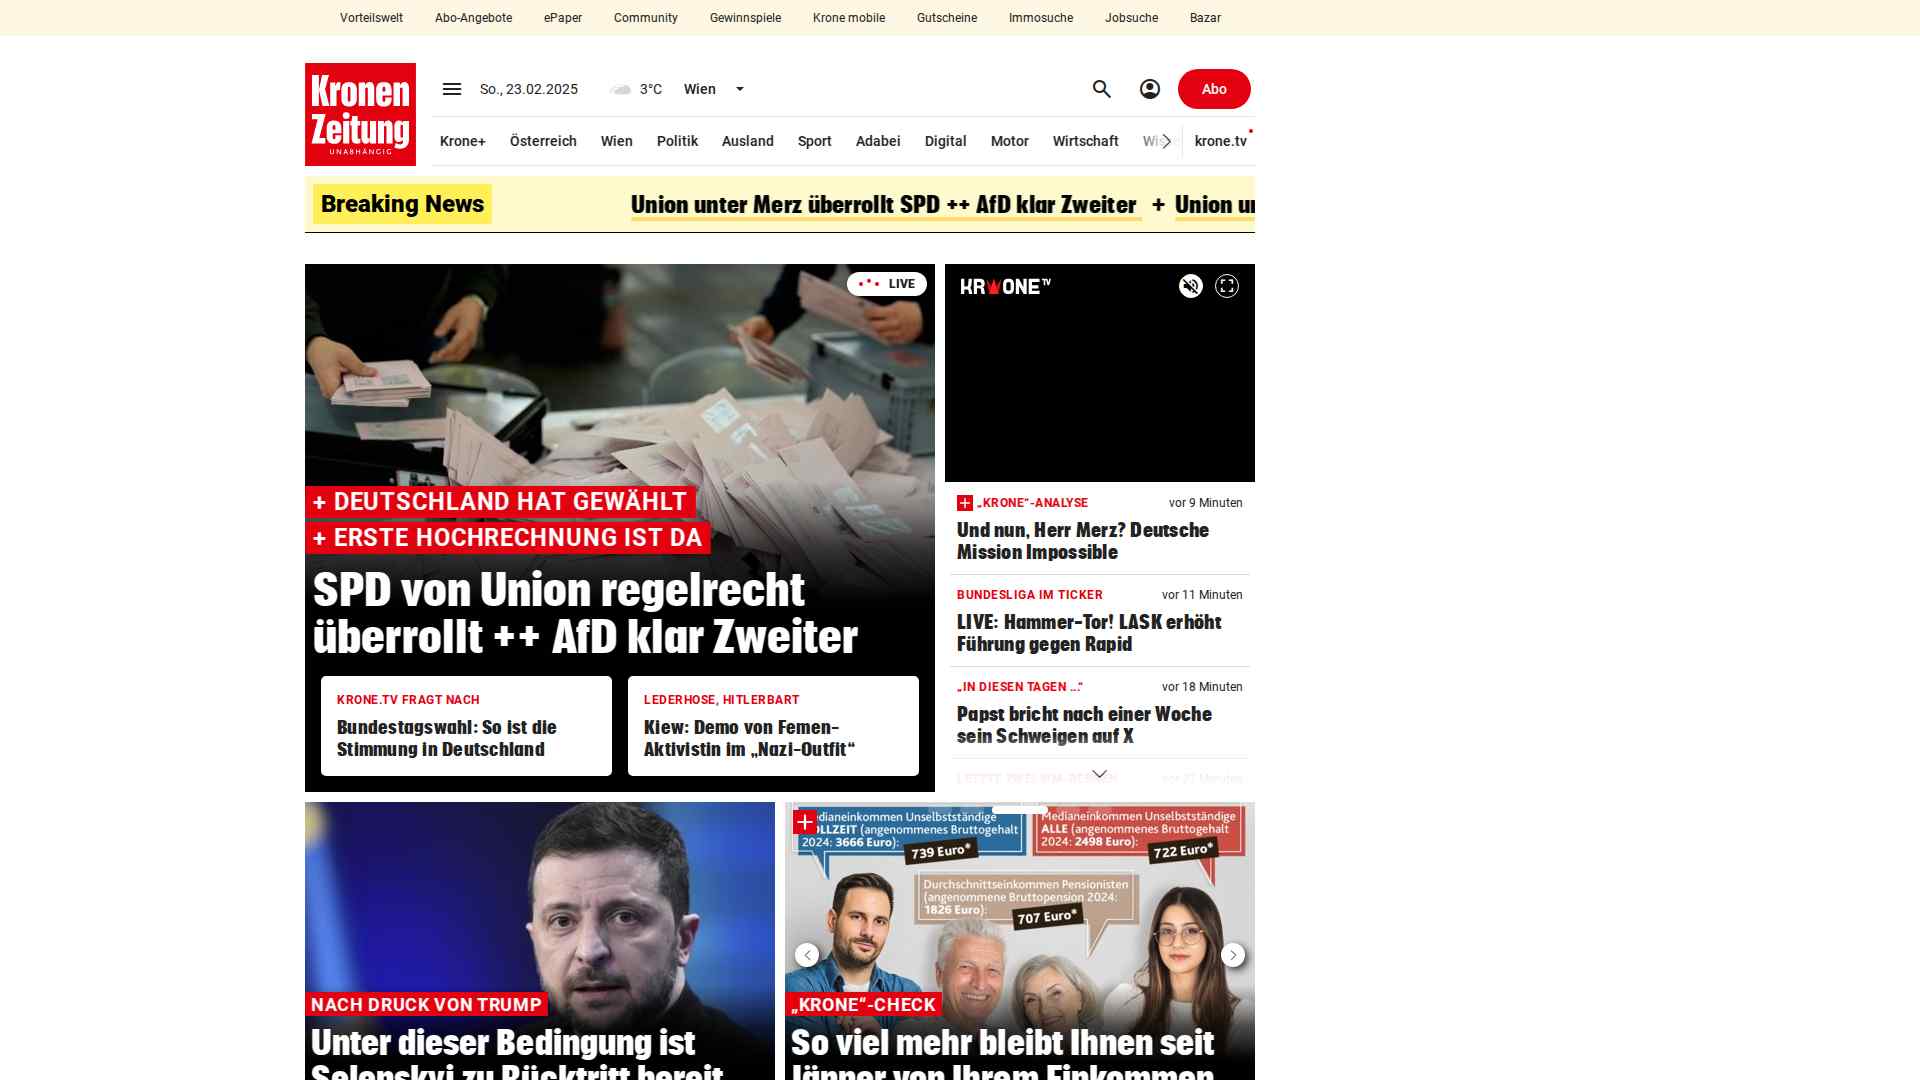 Vorteilswelt Abo-Angebote ePaper Community Gewinnspiele Krone mobile Gutscheine Immosuche Jobsuche Bazar
Kronen
Zeitung
UNABHÄNGIG
So., 23.02.2025 3°C Wien Abo
Krone+ Österreich Wien Politik Ausland Sport Adabei Digital Motor Wirtschaft krone.tv
Breaking News Union unter Merz überrollt SPD ++ AfD klar Zweiter + Union
LIVE
+ DEUTSCHLAND HAT GEWÄHLT
+ ERSTE HOCHRECHNUNG IST DA
SPD von Union regelrecht
überrollt ++ AfD klar Zweiter
KRONE.TV FRAGT NACH
Bundestagswahl: So ist die
Stimmung in Deutschland
LEDERHOSE, HITLERBART
Kiew: Demo von Femen-
Aktivistin im „Nazi-Outfit“
KRONE TV
„KRONE“-ANALYSE vor 9 Minuten
Und nun, Herr Merz? Deutsche
Mission Impossible
BUNDESLIGA IM TICKER vor 11 Minuten
LIVE: Hammer-Tor! LASK erhöht
Führung gegen Rapid
„IN DIESEN TAGEN ...“ vor 18 Minuten
Papst bricht nach einer Woche
sein Schweigen auf X
vor 27 Minuten
NACH DRUCK VON TRUMP
Unter dieser Bedingung ist
Selenskyj zu Rücktritt bereit
edianeinkommen Unselbstständige
OLLZEIT (angenommenes Bruttogehalt
2024: 3666 Euro):
739 Euro*
Medianeinkommen Unselbstständige
ALLE (angenommenes Bruttogehalt
2024: 2498 Euro):
722 Euro*
Durchschnittseinkommen Pensionisten
(angenommene Bruttopension 2024:
1826 Euro):
707 Euro*
„KRONE“-CHECK
So viel mehr bleibt Ihnen seit
Jänner von Ihrem Einkommen